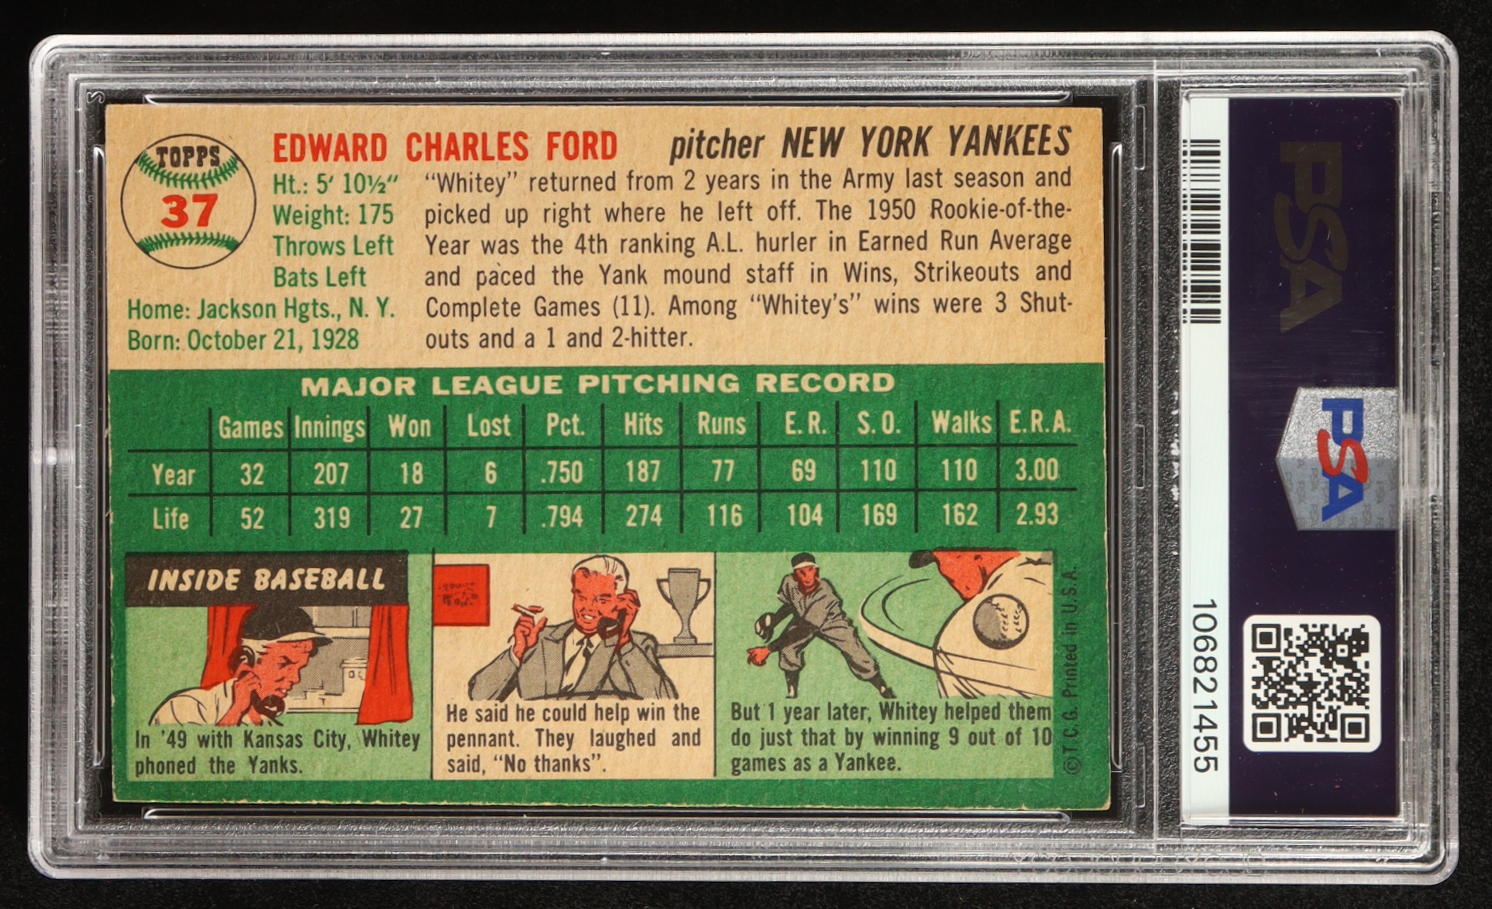 TOPPS
37
EDWARD CHARLES FORD pitcher NEW YORK YANKEES
Ht.: 5' 10½"
Weight: 175
Throws Left
Bats Left
Home: Jackson Hgts., N. Y.
Born: October 21, 1928
"Whitey" returned from 2 years in the Army last season and
picked up right where he left off. The 1950 Rookie-of-the-
Year was the 4th ranking A.L. hurler in Earned Run Average
and paced the Yank mound staff in Wins, Strikeouts and
Complete Games (11). Among "Whitey's" wins were 3 Shut-
outs and a 1 and 2-hitter.
MAJOR LEAGUE PITCHING RECORD
Games Innings Won Lost Pct. Hits Runs E. R. S. O. Walks E.R.A.
Year 32 207 18 6 .750 187 77 69 110 110 3.00
Life 52 319 27 7 .794 274 116 104 169 162 2.93
INSIDE BASEBALL
In '49 with Kansas City, Whitey
phoned the Yanks.
He said he could help win the
pennant. They laughed and
said, "No thanks".
But 1 year later, Whitey helped them
do just that by winning 9 out of 10
games as a Yankee.
©T.C.G. Printed in U.S.A.
PSA
PSA
106821455